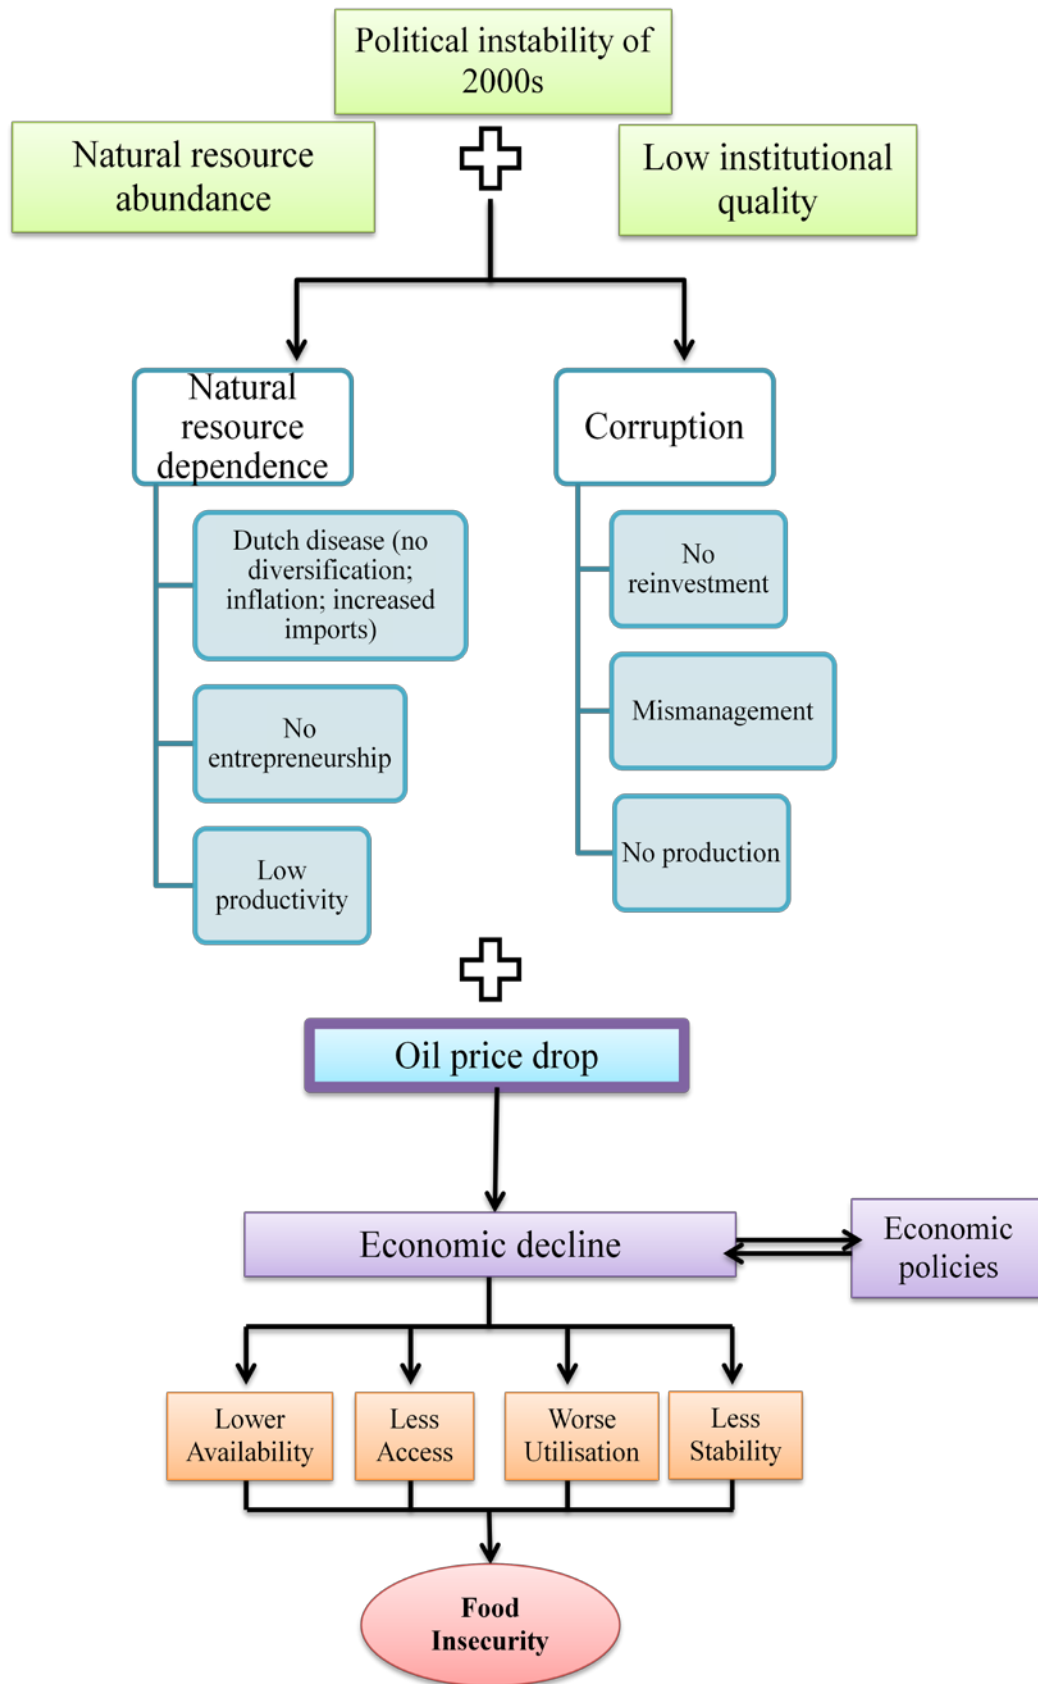 Political instability of
2000s
Natural resource
abundance
Low institutional
quality
Natural
resource
dependence
Corruption
Dutch disease (no
diversification;
inflation; increased
imports)
No
entrepreneurship
Low
productivity
No
reinvestment
Mismanagement
No production
Oil price drop
Economic decline
Economic
policies
Lower
Availability
Less
Access
Worse
Utilisation
Less
Stability
Food
Insecurity